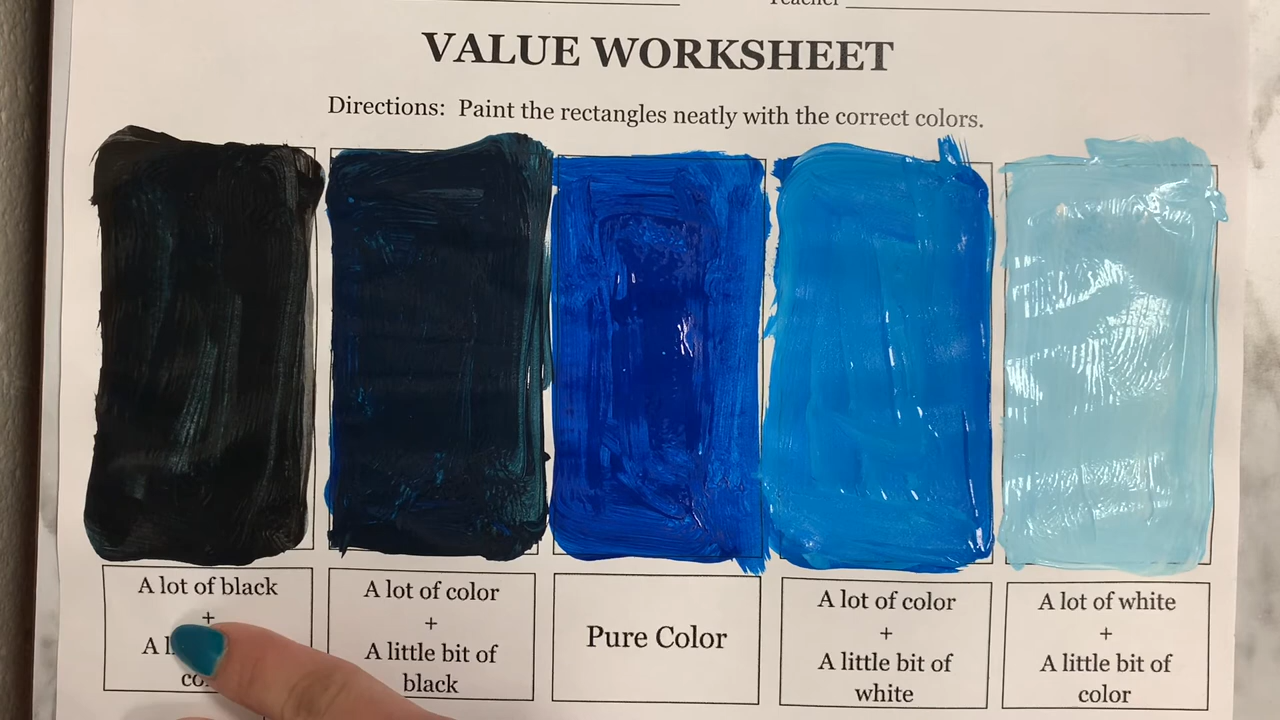 Teacher
VALUE WORKSHEET
Directions: Paint the rectangles neatly with the correct colors.
A lot of black
+
A
A lot of color
+
A little bit of
black
Pure Color
A lot of color
+
A little bit of
white
A lot of white
+
A little bit of
color